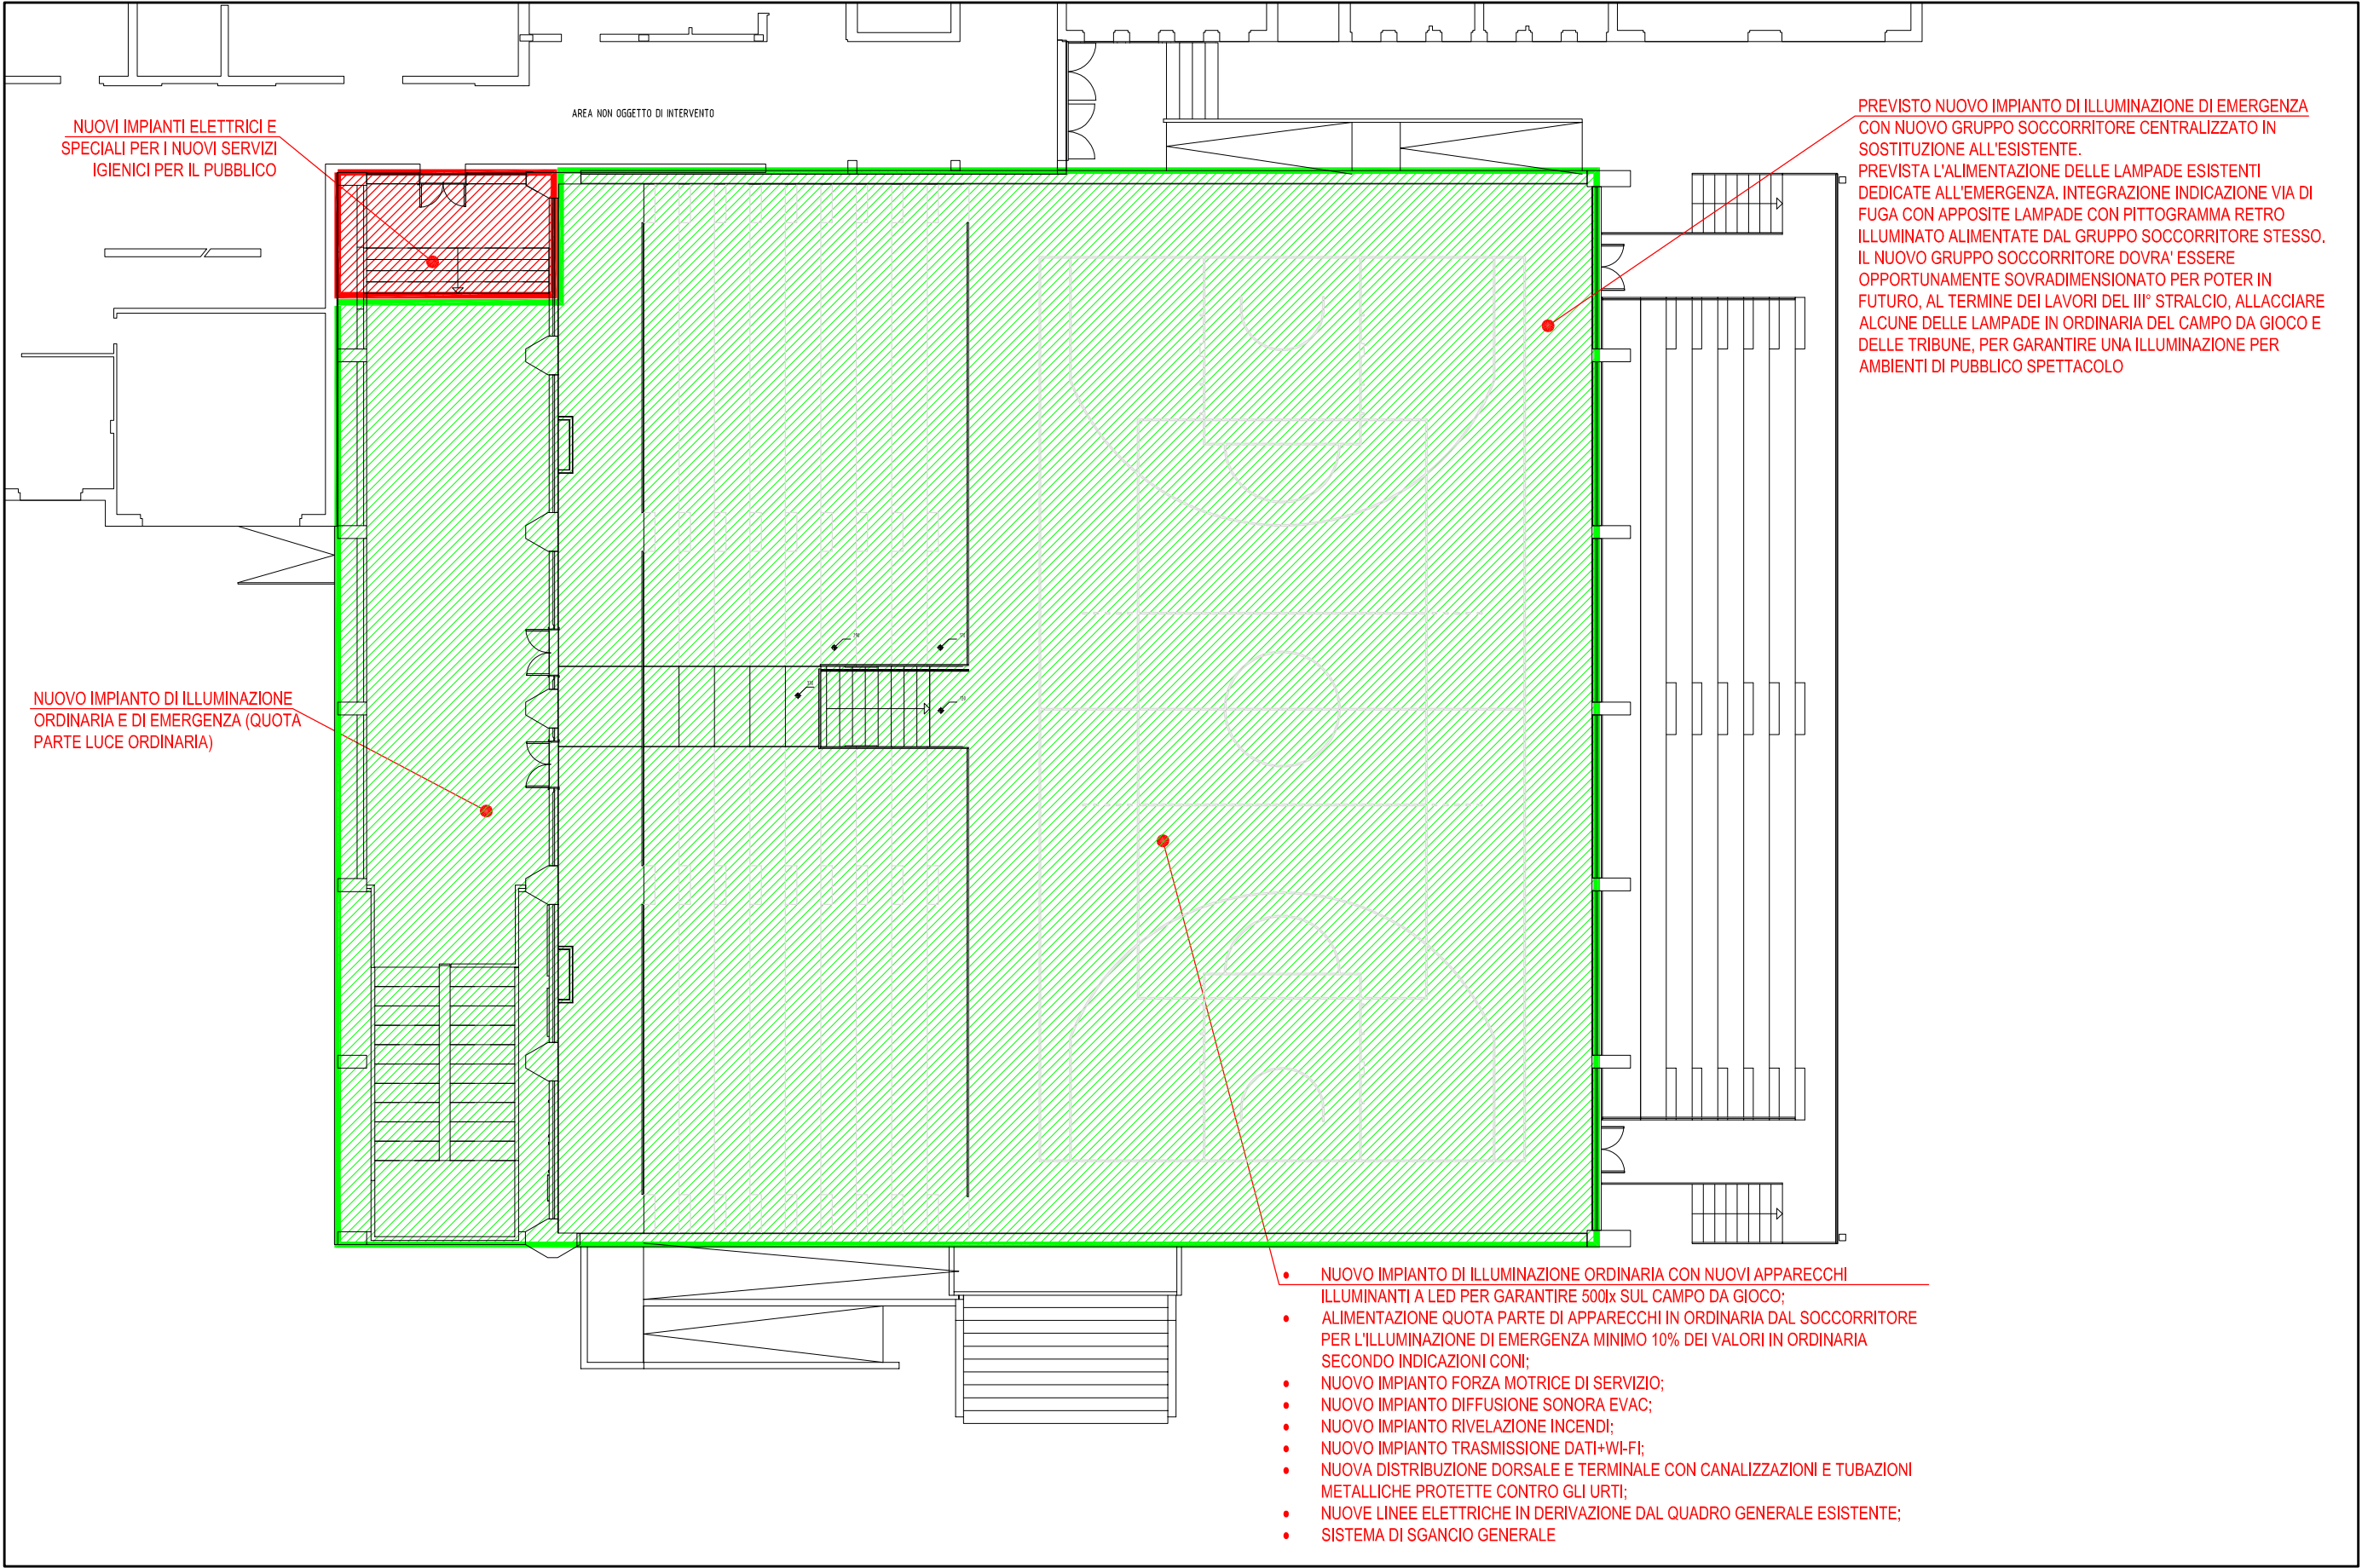 AREA NON OGGETTO DI INTERVENTO
NUOVI IMPIANTI ELETTRICI E
SPECIALI PER I NUOVI SERVIZI
IGIENICI PER IL PUBBLICO
PREVISTO NUOVO IMPIANTO DI ILLUMINAZIONE DI EMERGENZA
CON NUOVO GRUPPO SOCCORRITORE CENTRALIZZATO IN
SOSTITUZIONE ALL'ESISTENTE.
PREVISTA L'ALIMENTAZIONE DELLE LAMPADE ESISTENTI
DEDICATE ALL'EMERGENZA. INTEGRAZIONE INDICAZIONE VIA DI
FUGA CON APPOSITE LAMPADE CON PITTOGRAMMA RETRO
ILLUMINATO ALIMENTATE DAL GRUPPO SOCCORRITORE STESSO.
IL NUOVO GRUPPO SOCCORRITORE DOVRA' ESSERE
OPPORTUNAMENTE SOVRADIMENSIONATO PER POTER IN
FUTURO, AL TERMINE DEI LAVORI DEL III° STRALCIO, ALLACCIARE
ALCUNE DELLE LAMPADE IN ORDINARIA DEL CAMPO DA GIOCO E
DELLE TRIBUNE, PER GARANTIRE UNA ILLUMINAZIONE PER
AMBIENTI DI PUBBLICO SPETTACOLO
NUOVO IMPIANTO DI ILLUMINAZIONE
ORDINARIA E DI EMERGENZA (QUOTA
PARTE LUCE ORDINARIA)
• NUOVO IMPIANTO DI ILLUMINAZIONE ORDINARIA CON NUOVI APPARECCHI
ILLUMINANTI A LED PER GARANTIRE 500lx SUL CAMPO DA GIOCO;
• ALIMENTAZIONE QUOTA PARTE DI APPARECCHI IN ORDINARIA DAL SOCCORRITORE
PER L'ILLUMINAZIONE DI EMERGENZA MINIMO 10% DEI VALORI IN ORDINARIA
SECONDO INDICAZIONI CONI;
• NUOVO IMPIANTO FORZA MOTRICE DI SERVIZIO;
• NUOVO IMPIANTO DIFFUSIONE SONORA EVAC;
• NUOVO IMPIANTO RIVELAZIONE INCENDI;
• NUOVO IMPIANTO TRASMISSIONE DATI+WI-FI;
• NUOVA DISTRIBUZIONE DORSALE E TERMINALE CON CANALIZZAZIONI E TUBAZIONI
METALLICHE PROTETTE CONTRO GLI URTI;
• NUOVE LINEE ELETTRICHE IN DERIVAZIONE DAL QUADRO GENERALE ESISTENTE;
• SISTEMA DI SGANCIO GENERALE